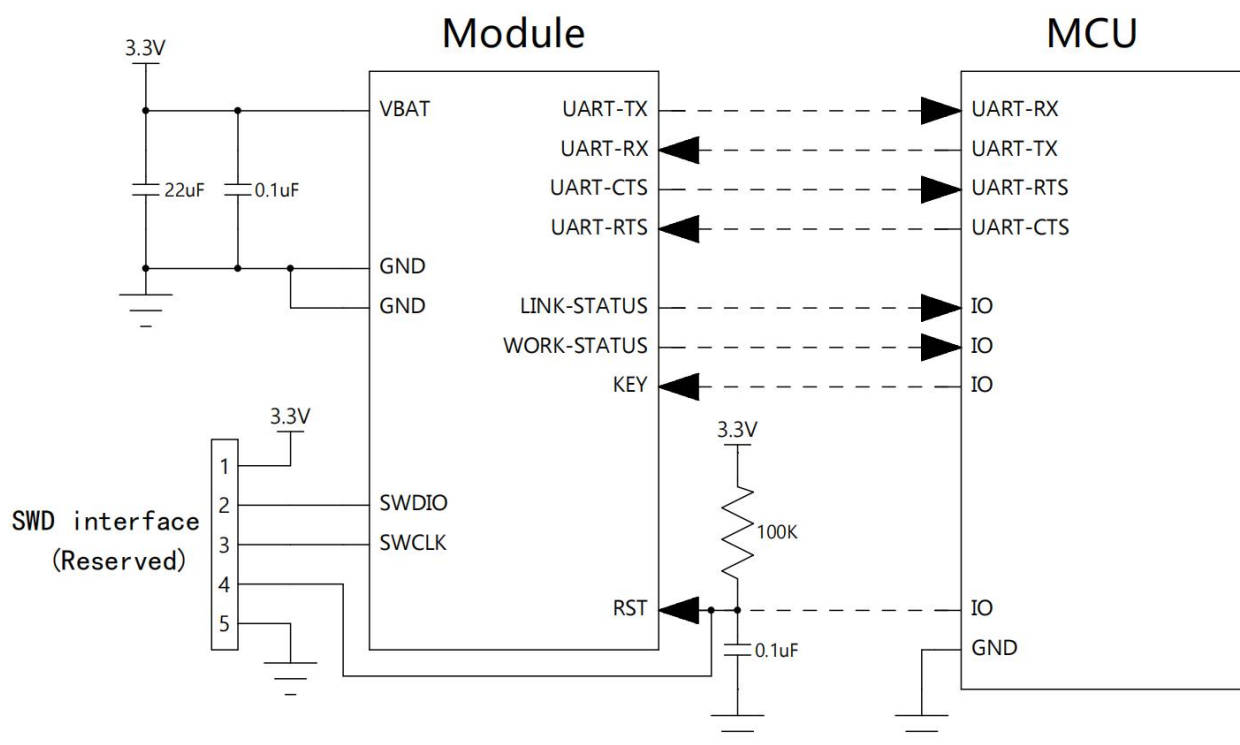 Module
MCU
3.3V
VBAT
UART-TX
UART-RX
UART-RX
UART-TX
22uF
0.1uF
UART-CTS
UART-RTS
UART-RTS
UART-CTS
GND
GND
LINK-STATUS
IO
WORK-STATUS
IO
KEY
IO
3.3V
3.3V
1
2
SWDIO
SWD interface
(Reserved)
3
SWCLK
100K
4
RST
IO
5
0.1uF
GND